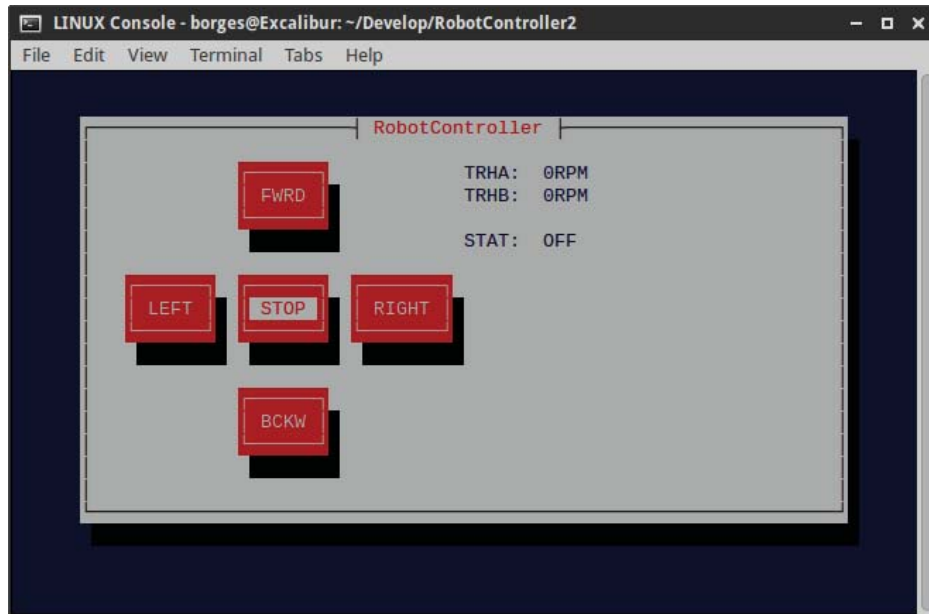 LINUX Console - borges@Excalibur: ~/Develop/RobotController2
File Edit View Terminal Tabs Help
RobotController
FWRD
TRHA: 0RPM
TRHB: 0RPM
STAT: OFF
LEFT STOP RIGHT
BCKW